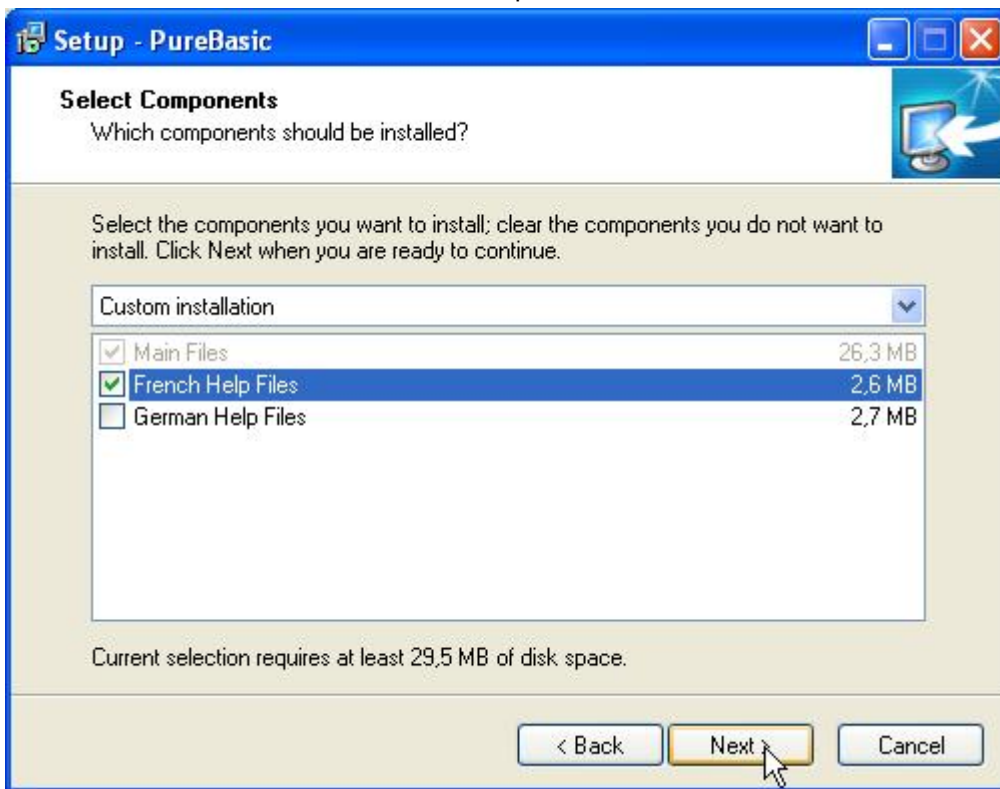 Setup - PureBasic
Select Components
Which components should be installed?
Select the components you want to install; clear the components you do not want to
install. Click Next when you are ready to continue.
Custom installation
Main Files 26,3 MB
French Help Files 2,6 MB
German Help Files 2,7 MB
Current selection requires at least 29,5 MB of disk space.
< Back Next > Cancel